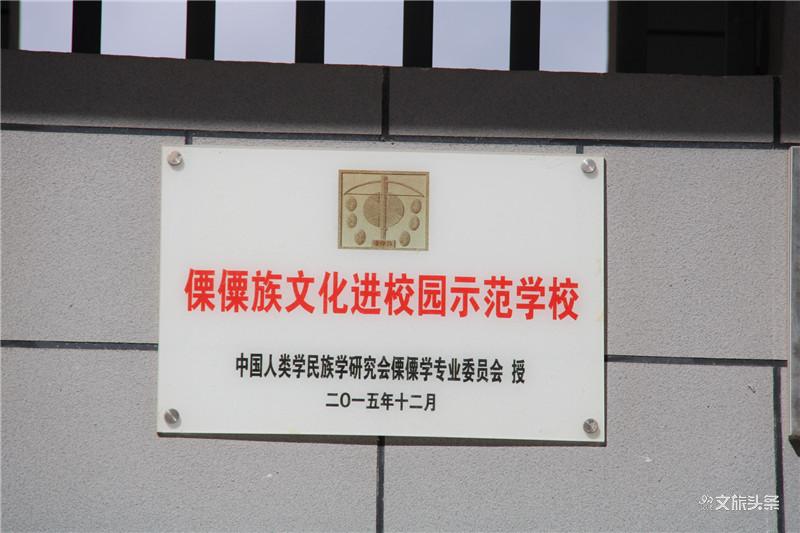 傈僳族文化进校园示范学校
中国人类学民族学研究会傈僳学专业委员会 授
二〇一五年十二月
文旅头条